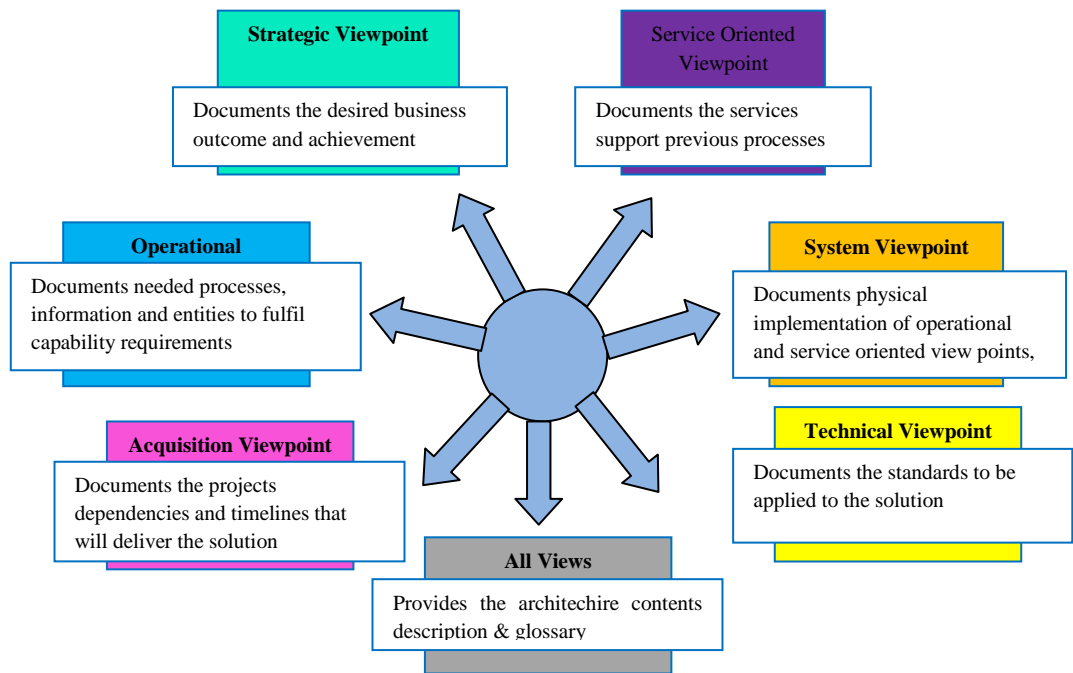 Strategic Viewpoint
Documents the desired business
outcome and achievement
Service Oriented
Viewpoint
Documents the services
support previous processes
Operational
Documents needed processes,
information and entities to fulfil
capability requirements
System Viewpoint
Documents physical
implementation of operational
and service oriented view points,
Acquisition Viewpoint
Documents the projects
dependencies and timelines that
will deliver the solution
Technical Viewpoint
Documents the standards to be
applied to the solution
All Views
Provides the architechire contents
description & glossary